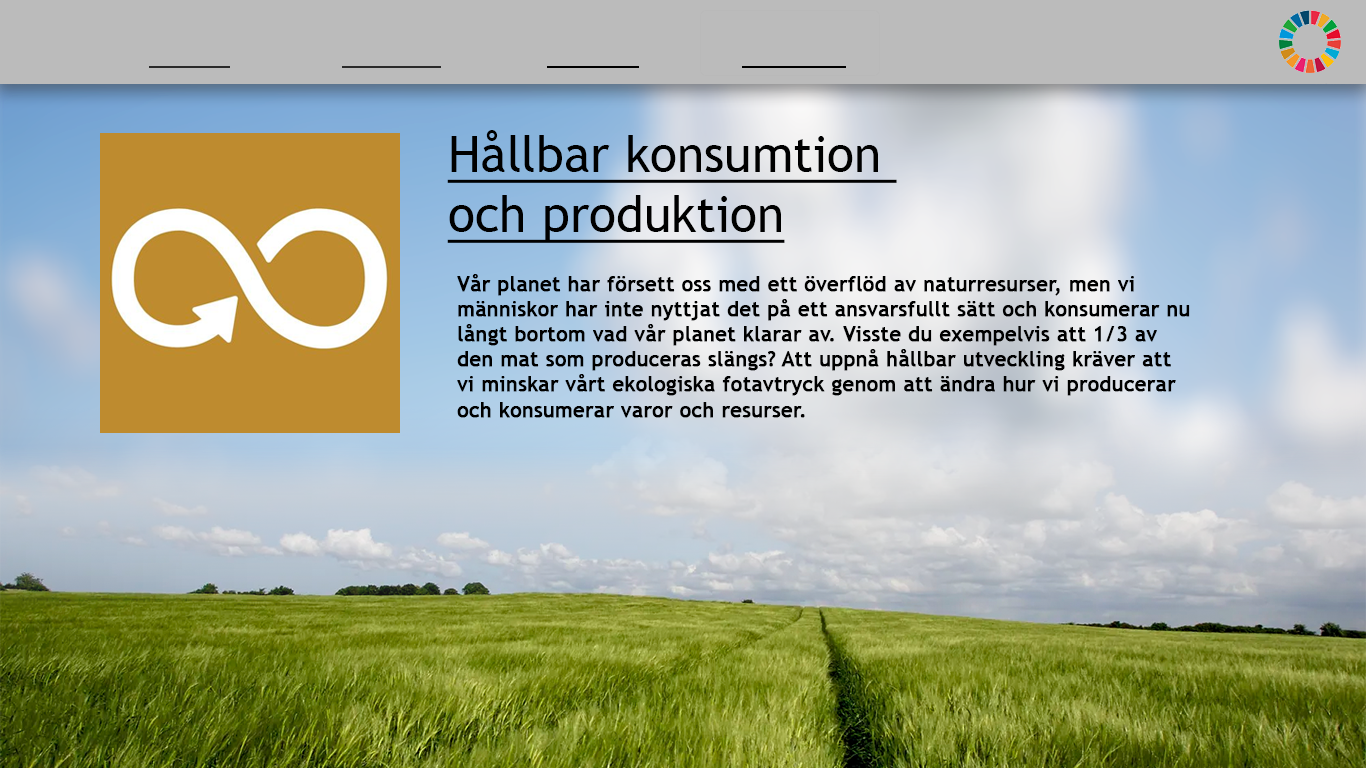 Hållbar konsumtion
och produktion
Vår planet har försett oss med ett överflöd av naturresurser, men vi
människor har inte nyttjat det på ett ansvarsfullt sätt och konsumerar nu
långt bortom vad vår planet klarar av. Visste du exempelvis att 1/3 av
den mat som produceras slängs? Att uppnå hållbar utveckling kräver att
vi minskar vårt ekologiska fotavtryck genom att ändra hur vi producerar
och konsumerar varor och resurser.